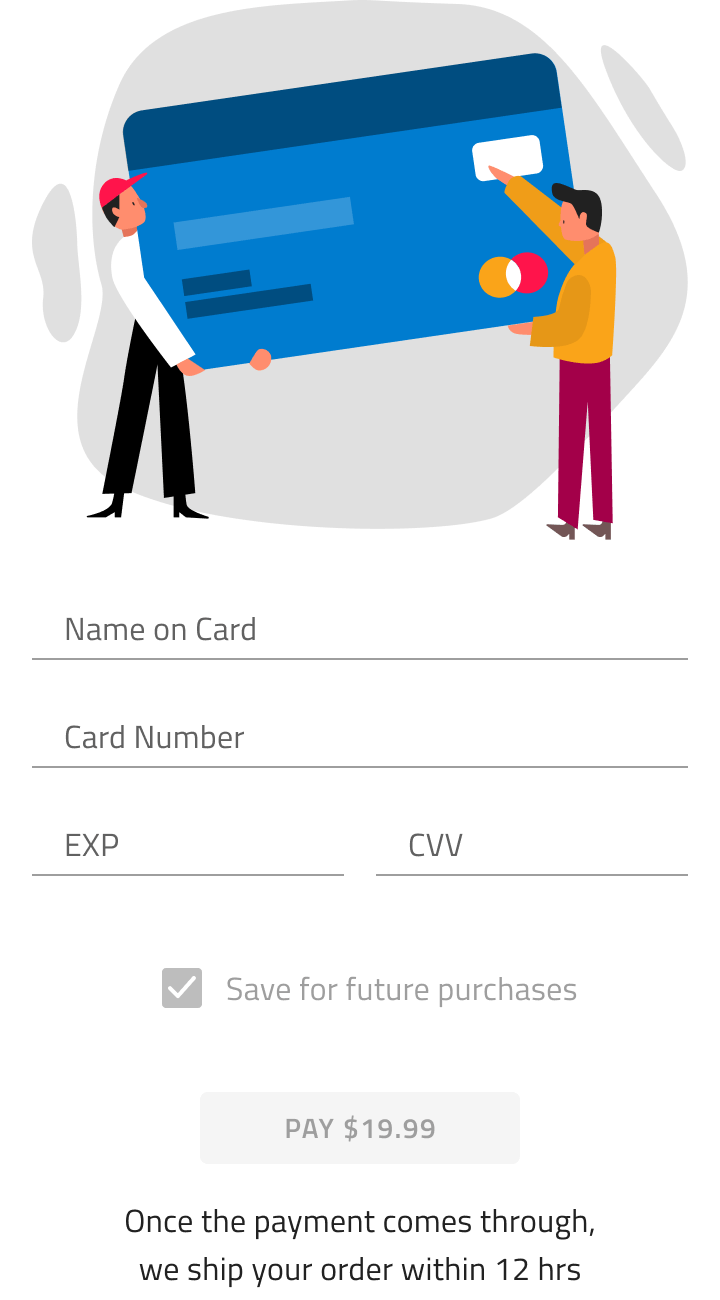 Name on Card
Card Number
EXP
CVV
Save for future purchases
PAY $19.99
Once the payment comes through,
we ship your order within 12 hrs